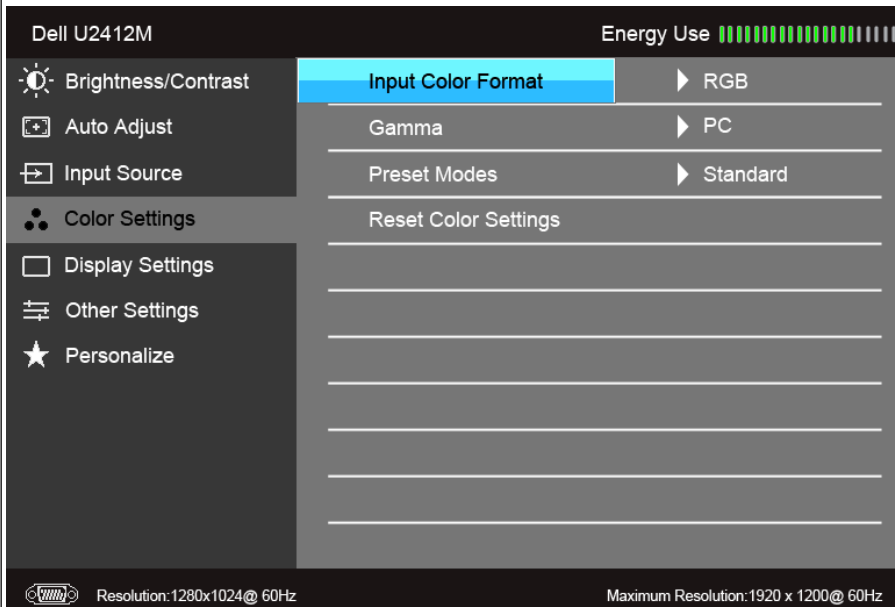 Dell U2412M Energy Use
Brightness/Contrast Input Color Format RGB
Auto Adjust Gamma PC
Input Source Preset Modes Standard
Color Settings Reset Color Settings
Display Settings
Other Settings
Personalize
Resolution:1280x1024@ 60Hz Maximum Resolution:1920 x 1200@ 60Hz